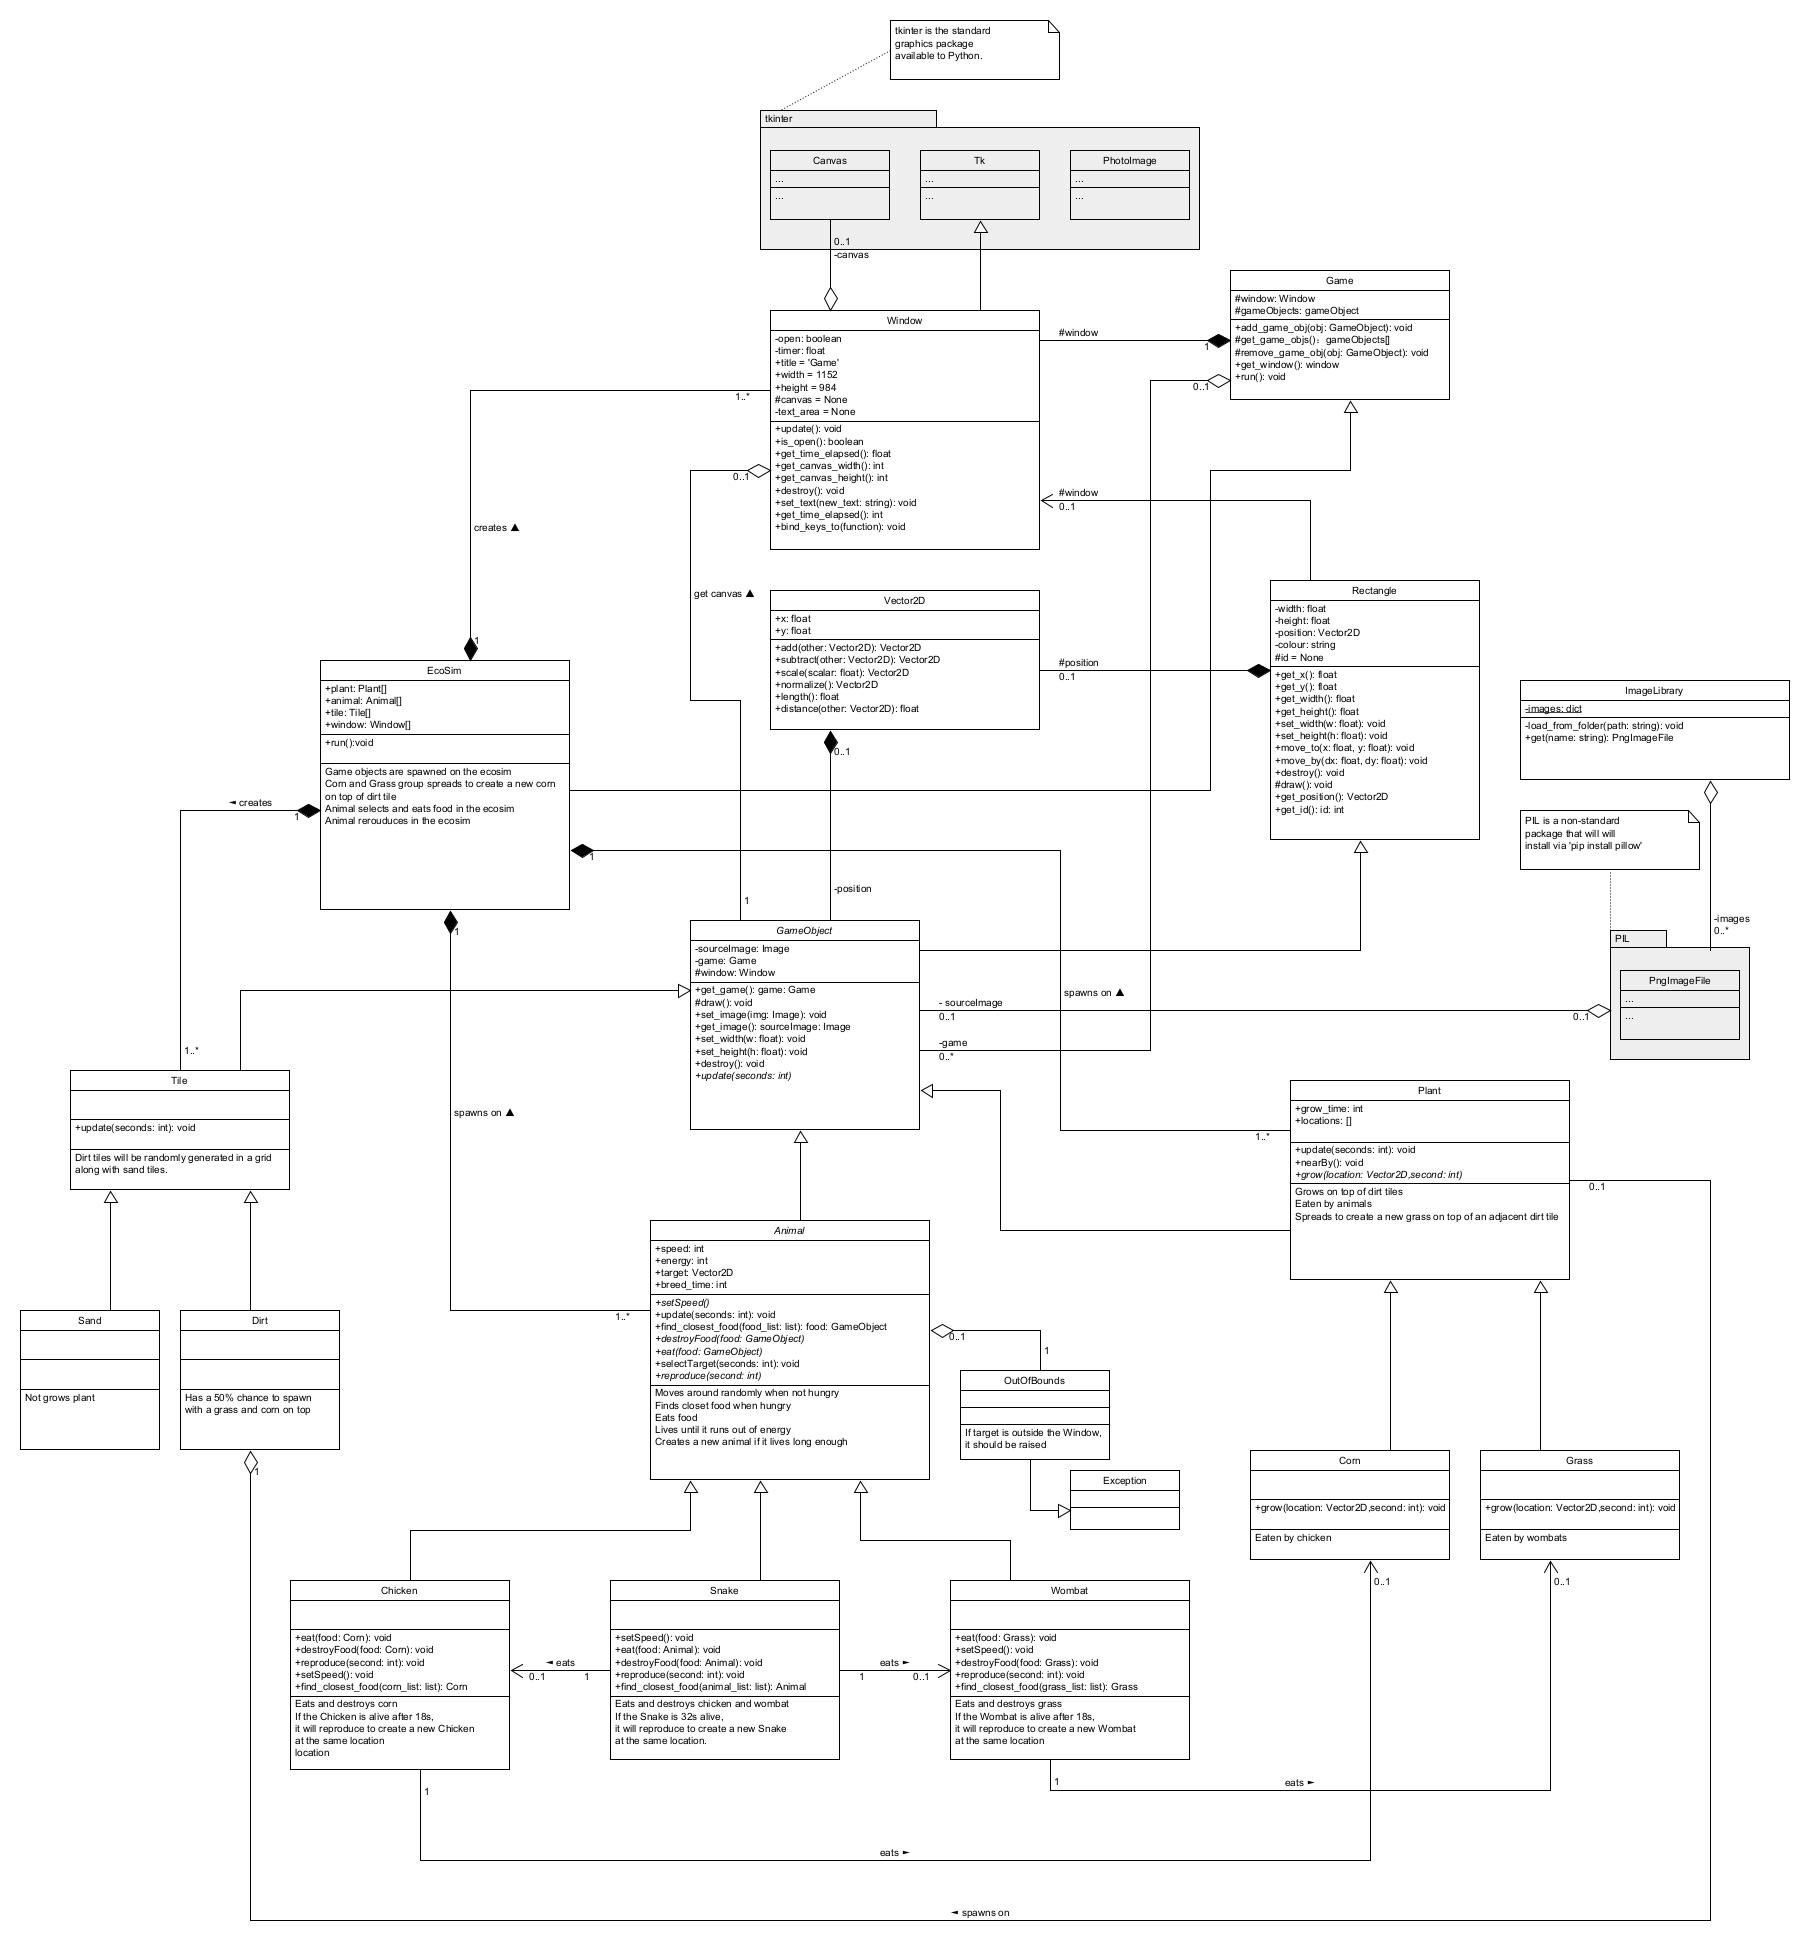 tkinter is the standard
graphics package
available to Python.
tkinter
Canvas
...
...
Tk
...
...
PhotoImage
...
...
0..1
-canvas
Game
#window: Window
#gameObjects: gameObject
+add_game_obj(obj: GameObject): void
#get_game_objs(): gameObjects[]
#remove_game_obj(obj: GameObject): void
+get_window(): window
+run(): void
Window
-open: boolean
-timer: float
+title = 'Game'
+width = 1152
+height = 984
#canvas = None
-text_area = None
+update(): void
+is_open(): boolean
+get_time_elapsed(): float
+get_canvas_width(): int
+get_canvas_height(): int
+destroy(): void
+set_text(new_text: string): void
+get_time_elapsed(): int
+bind_keys_to(function): void
#window
1
0..1
1..*
0..1
#window
0..1
creates ▲
get canvas ▲
1
Vector2D
+x: float
+y: float
+add(other: Vector2D): Vector2D
+subtract(other: Vector2D): Vector2D
+scale(scalar: float): Vector2D
+normalize(): Vector2D
+length(): float
+distance(other: Vector2D): float
#position
0..1
0..1
Rectangle
-width: float
-height: float
-position: Vector2D
-colour: string
#id = None
+get_x(): float
+get_y(): float
+get_width(): float
+get_height(): float
+set_width(w: float): void
+set_height(h: float): void
+move_to(x: float, y: float): void
+move_by(dx: float, dy: float): void
+destroy(): void
#draw(): void
+get_position(): Vector2D
+get_id(): id: int
ImageLibrary
-images: dict
-load_from_folder(path: string): void
+get(name: string): PngImageFile
PIL is a non-standard
package that will will
install via 'pip install pillow'
-images
0..*
PIL
PngImageFile
...
...
EcoSim
+plant: Plant[]
+animal: Animal[]
+tile: Tile[]
+window: Window[]
+run():void
Game objects are spawned on the ecosim
Corn and Grass group spreads to create a new corn
on top of dirt tile
Animal selects and eats food in the ecosim
Animal rerouduces in the ecosim
◄ creates
1
1
1
-position
1
GameObject
-sourceImage: Image
-game: Game
#window: Window
+get_game(): game: Game
#draw(): void
+set_image(img: Image): void
+get_image(): sourceImage: Image
+set_width(w: float): void
+set_height(h: float): void
+destroy(): void
+update(seconds: int)
spawns on ▲
- sourceImage
0..1
0..1
-game
0..*
1..*
Tile
+update(seconds: int): void
Dirt tiles will be randomly generated in a grid
along with sand tiles.
spawns on ▲
1..*
Plant
+grow_time: int
+locations: []
+update(seconds: int): void
+nearBy(): void
+grow(location: Vector2D,second: int)
Grows on top of dirt tiles
Eaten by animals
Spreads to create a new grass on top of an adjacent dirt tile
1..*
0..1
Animal
+speed: int
+energy: int
+target: Vector2D
+breed_time: int
+setSpeed()
+update(seconds: int): void
+find_closest_food(food_list: list): food: GameObject
+destroyFood(food: GameObject)
+eat(food: GameObject)
+selectTarget(seconds: int): void
+reproduce(second: int)
Moves around randomly when not hungry
Finds closet food when hungry
Eats food
Lives until it runs out of energy
Creates a new animal if it lives long enough
0..1
1
OutOfBounds
If target is outside the Window,
it should be raised
Exception
Sand
Not grows plant
Dirt
Has a 50% chance to spawn
with a grass and corn on top
1
Corn
+grow(location: Vector2D,second: int): void
Eaten by chicken
Grass
+grow(location: Vector2D,second: int): void
Eaten by wombats
0..1
0..1
Chicken
+eat(food: Corn): void
+destroyFood(food: Corn): void
+reproduce(second: int): void
+setSpeed(): void
+find_closest_food(corn_list: list): Corn
Eats and destroys corn
If the Chicken is alive after 18s,
it will reproduce to create a new Chicken
at the same location
location
◄ eats
0..1
1
Snake
+setSpeed(): void
+eat(food: Animal): void
+destroyFood(food: Animal): void
+reproduce(second: int): void
+find_closest_food(animal_list: list): Animal
Eats and destroys chicken and wombat
If the Snake is 32s alive,
it will reproduce to create a new Snake
at the same location.
eats ►
1
0..1
Wombat
+eat(food: Grass): void
+setSpeed(): void
+destroyFood(food: Grass): void
+reproduce(second: int): void
+find_closest_food(grass_list: list): Grass
Eats and destroys grass
If the Wombat is alive after 18s,
it will reproduce to create a new Wombat
at the same location
1
eats ►
1
eats ►
◄ spawns on